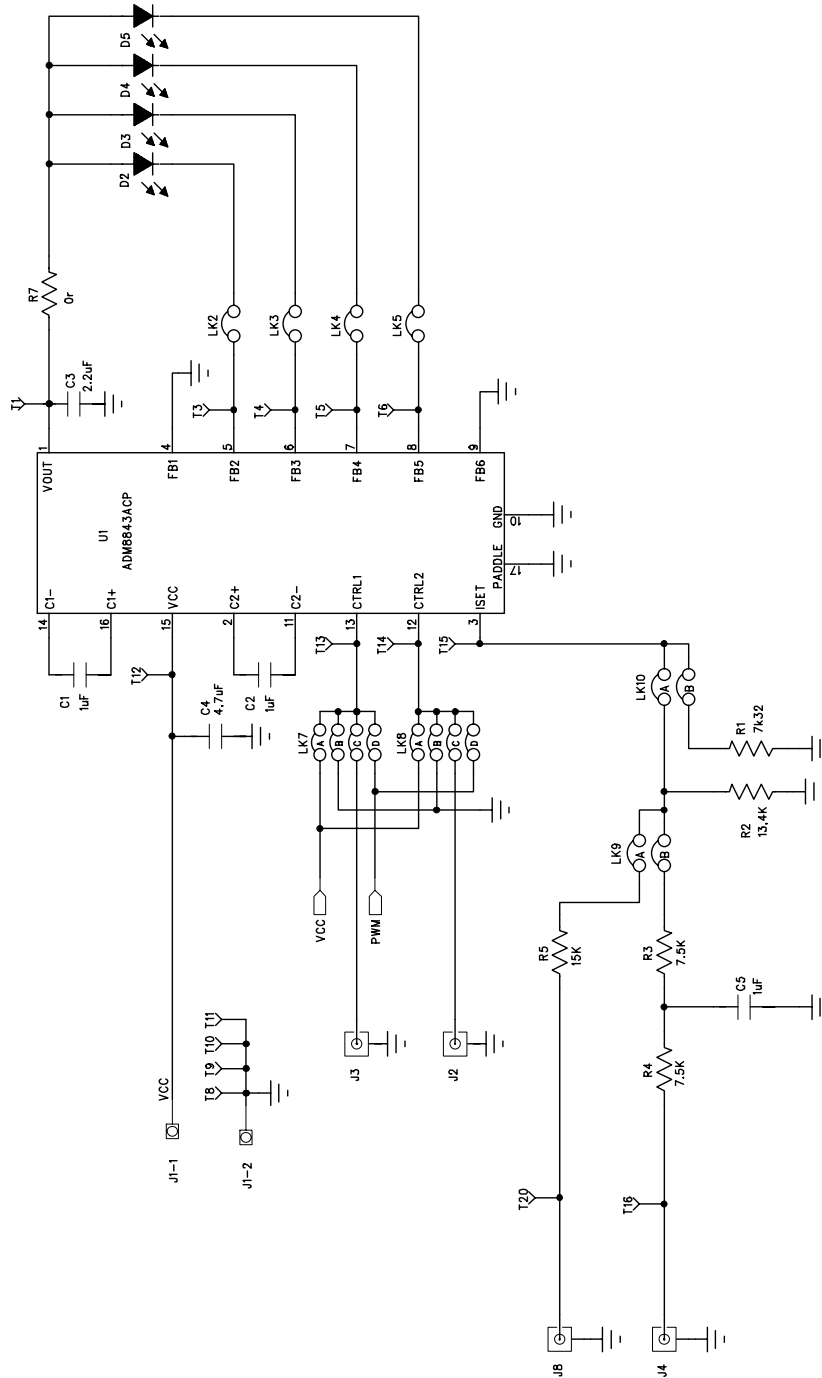 D5
D4
D3
D2
R7
0r
T1
C3
2.2uF
LK2
LK3
LK4
LK5
T3
T4
T5
T6
1
4
5
6
7
8
9
VOUT
FB1
FB2
FB3
FB4
FB5
FB6
U1
ADM8843ACP
GND
10
PADDLE
17
C1-
C1+
VCC
C2+
C2-
CTRL1
CTRL2
ISET
14
16
15
2
11
13
12
3
C1
1uF
T12
C4
4.7uF
C2
1uF
T13
T14
T15
LK7
A
B
C
D
LK8
A
B
C
D
LK10
A
B
R1
7k32
R2
13.4K
LK9
A
B
VCC
PWM
R5
15K
R3
7.5K
C5
1uF
R4
7.5K
J3
J2
T11
T10
T9
T8
VCC
J1-1
J1-2
T20
T16
J8
J4